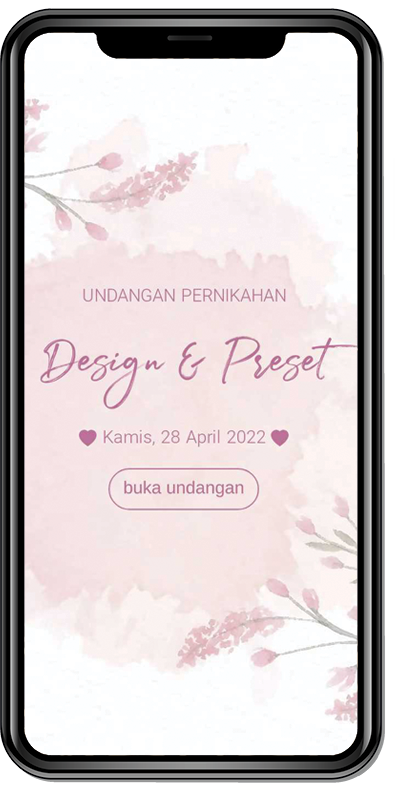 UNDANGAN PERNIKAHAN
Design & Preset
Kamis, 28 April 2022
buka undangan